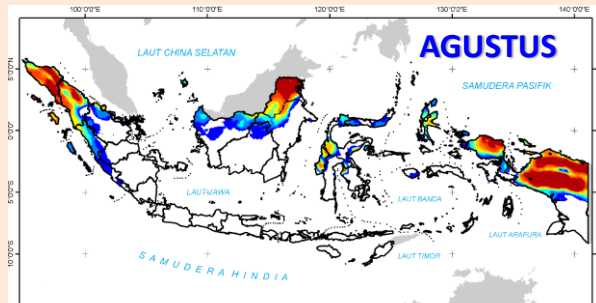 100°0'0"E 110°0'0"E 120°0'0"E 130°0'0"E 140°0'0"E
AGUSTUS
LAUT CHINA SELATAN
5°0'0"N
SAMUDERA PASIFIK
0°0'0"
LAUT JAWA
LAUT BANDA
5°0'0"S
LAUT ARAFURA
LAUT TIMOR
SAMUDERA HINDIA
10°0'0"S